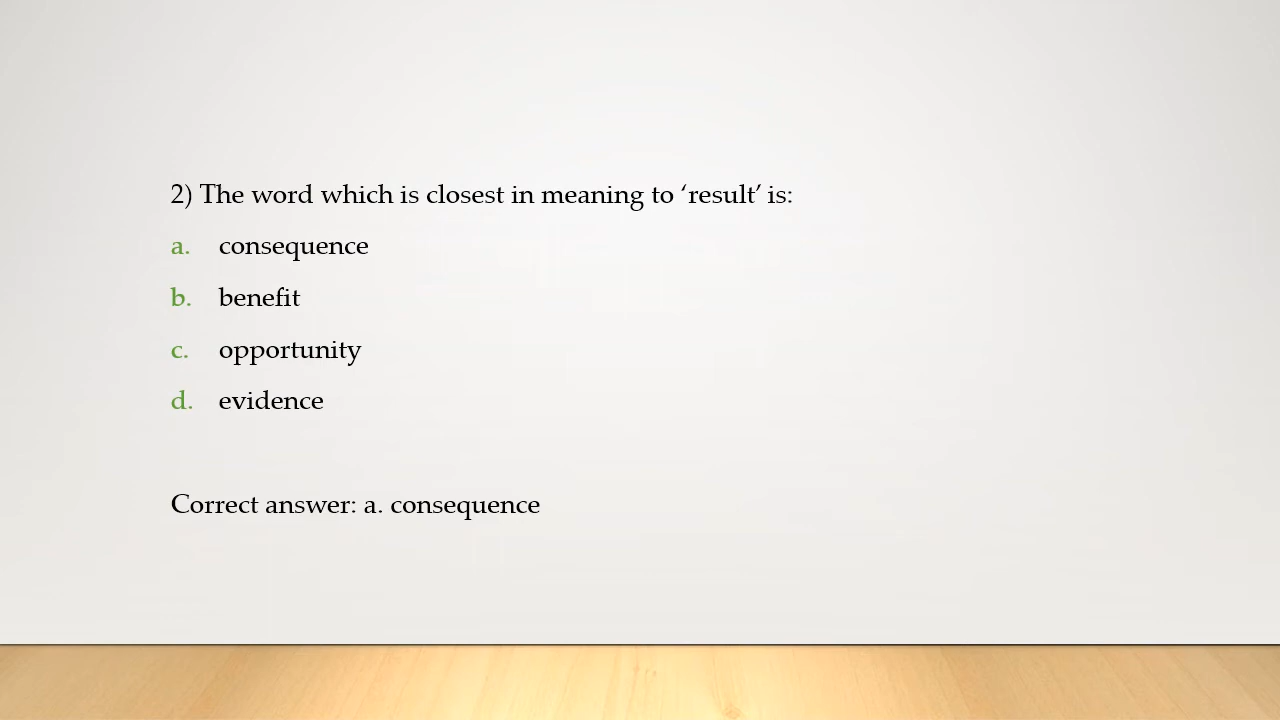 2) The word which is closest in meaning to ‘result’ is:
a. consequence
b. benefit
c. opportunity
d. evidence
Correct answer: a. consequence